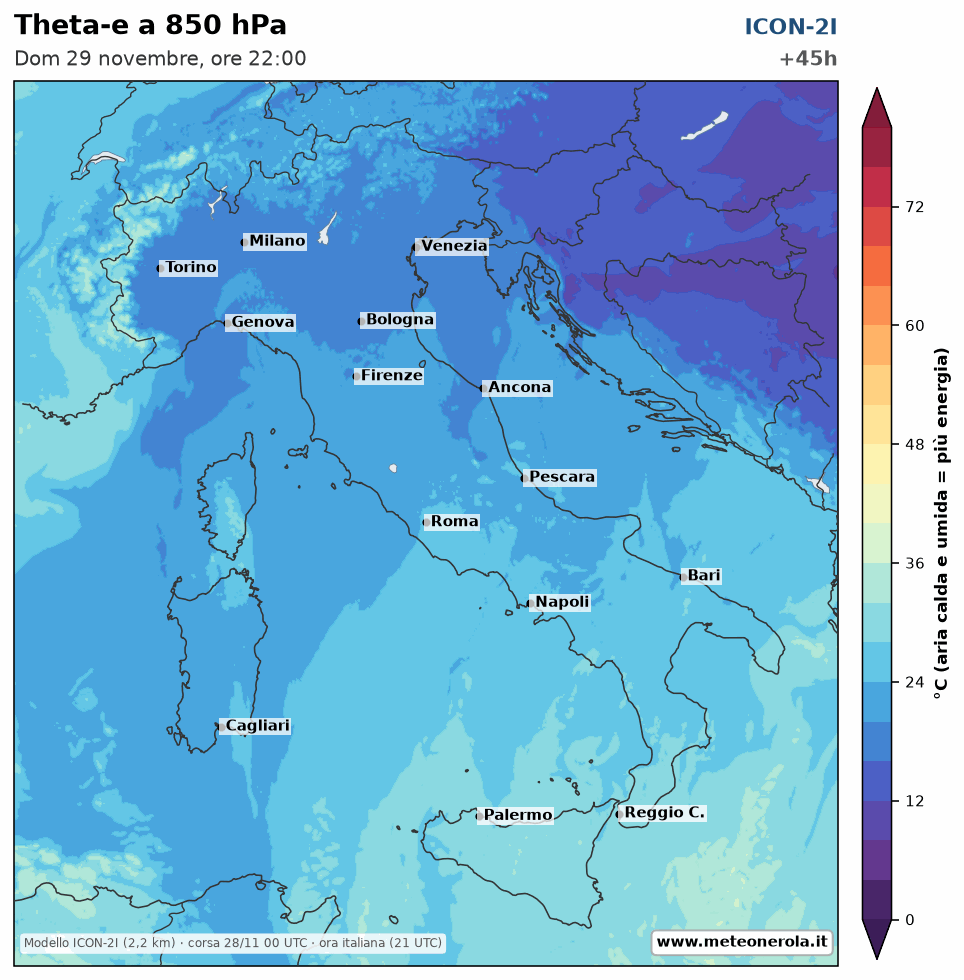 Theta-e a 850 hPa
ICON-2I
Dom 29 novembre, ore 22:00
+45h
Milano
Venezia
Torino
Genova
Bologna
Firenze
Ancona
Pescara
Roma
Bari
Napoli
Cagliari
Palermo
Reggio C.
72
60
48
36
24
12
0
°C (aria calda e umida = più energia)
Modello ICON-2I (2,2 km) · corsa 28/11 00 UTC · ora italiana (21 UTC)
www.meteonerola.it